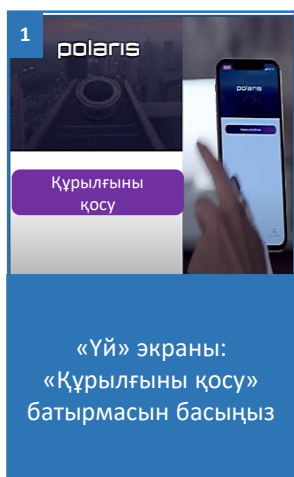 1
polaris
Құрылғыны
қосу
polaris
«Үй» экраны:
«Құрылғыны қосу»
батырмасын басыңыз